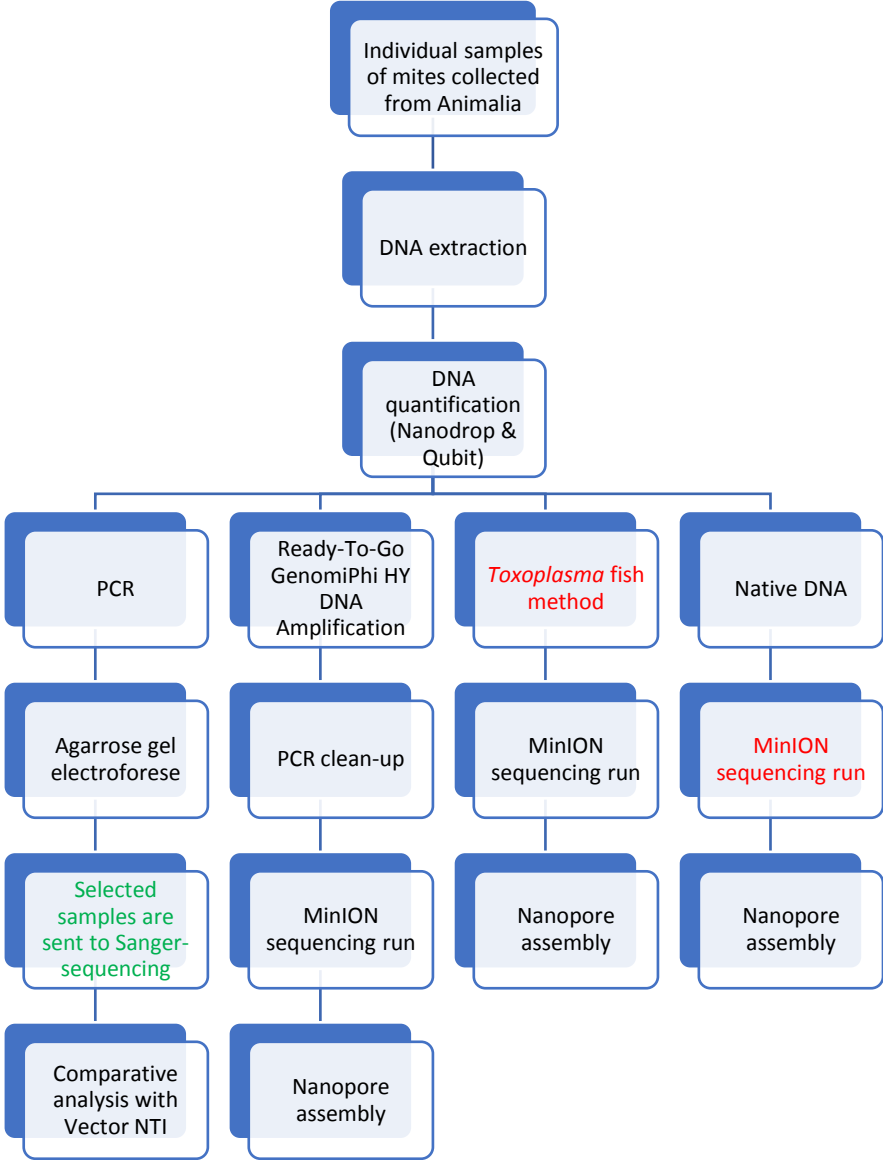 Individual samples
of mites collected
from Animalia
DNA extraction
DNA
quantification
(Nanodrop &
Qubit)
PCR
Agarrose gel
electroforese
Selected
samples are
sent to Sanger-
sequencing
Comparative
analysis with
Vector NTI
Ready-To-Go
GenomiPhi HY
DNA
Amplification
PCR clean-up
MinION
sequencing run
Nanopore
assembly
Toxoplasma fish
method
MinION
sequencing run
Nanopore
assembly
Native DNA
MinION
sequencing run
Nanopore
assembly